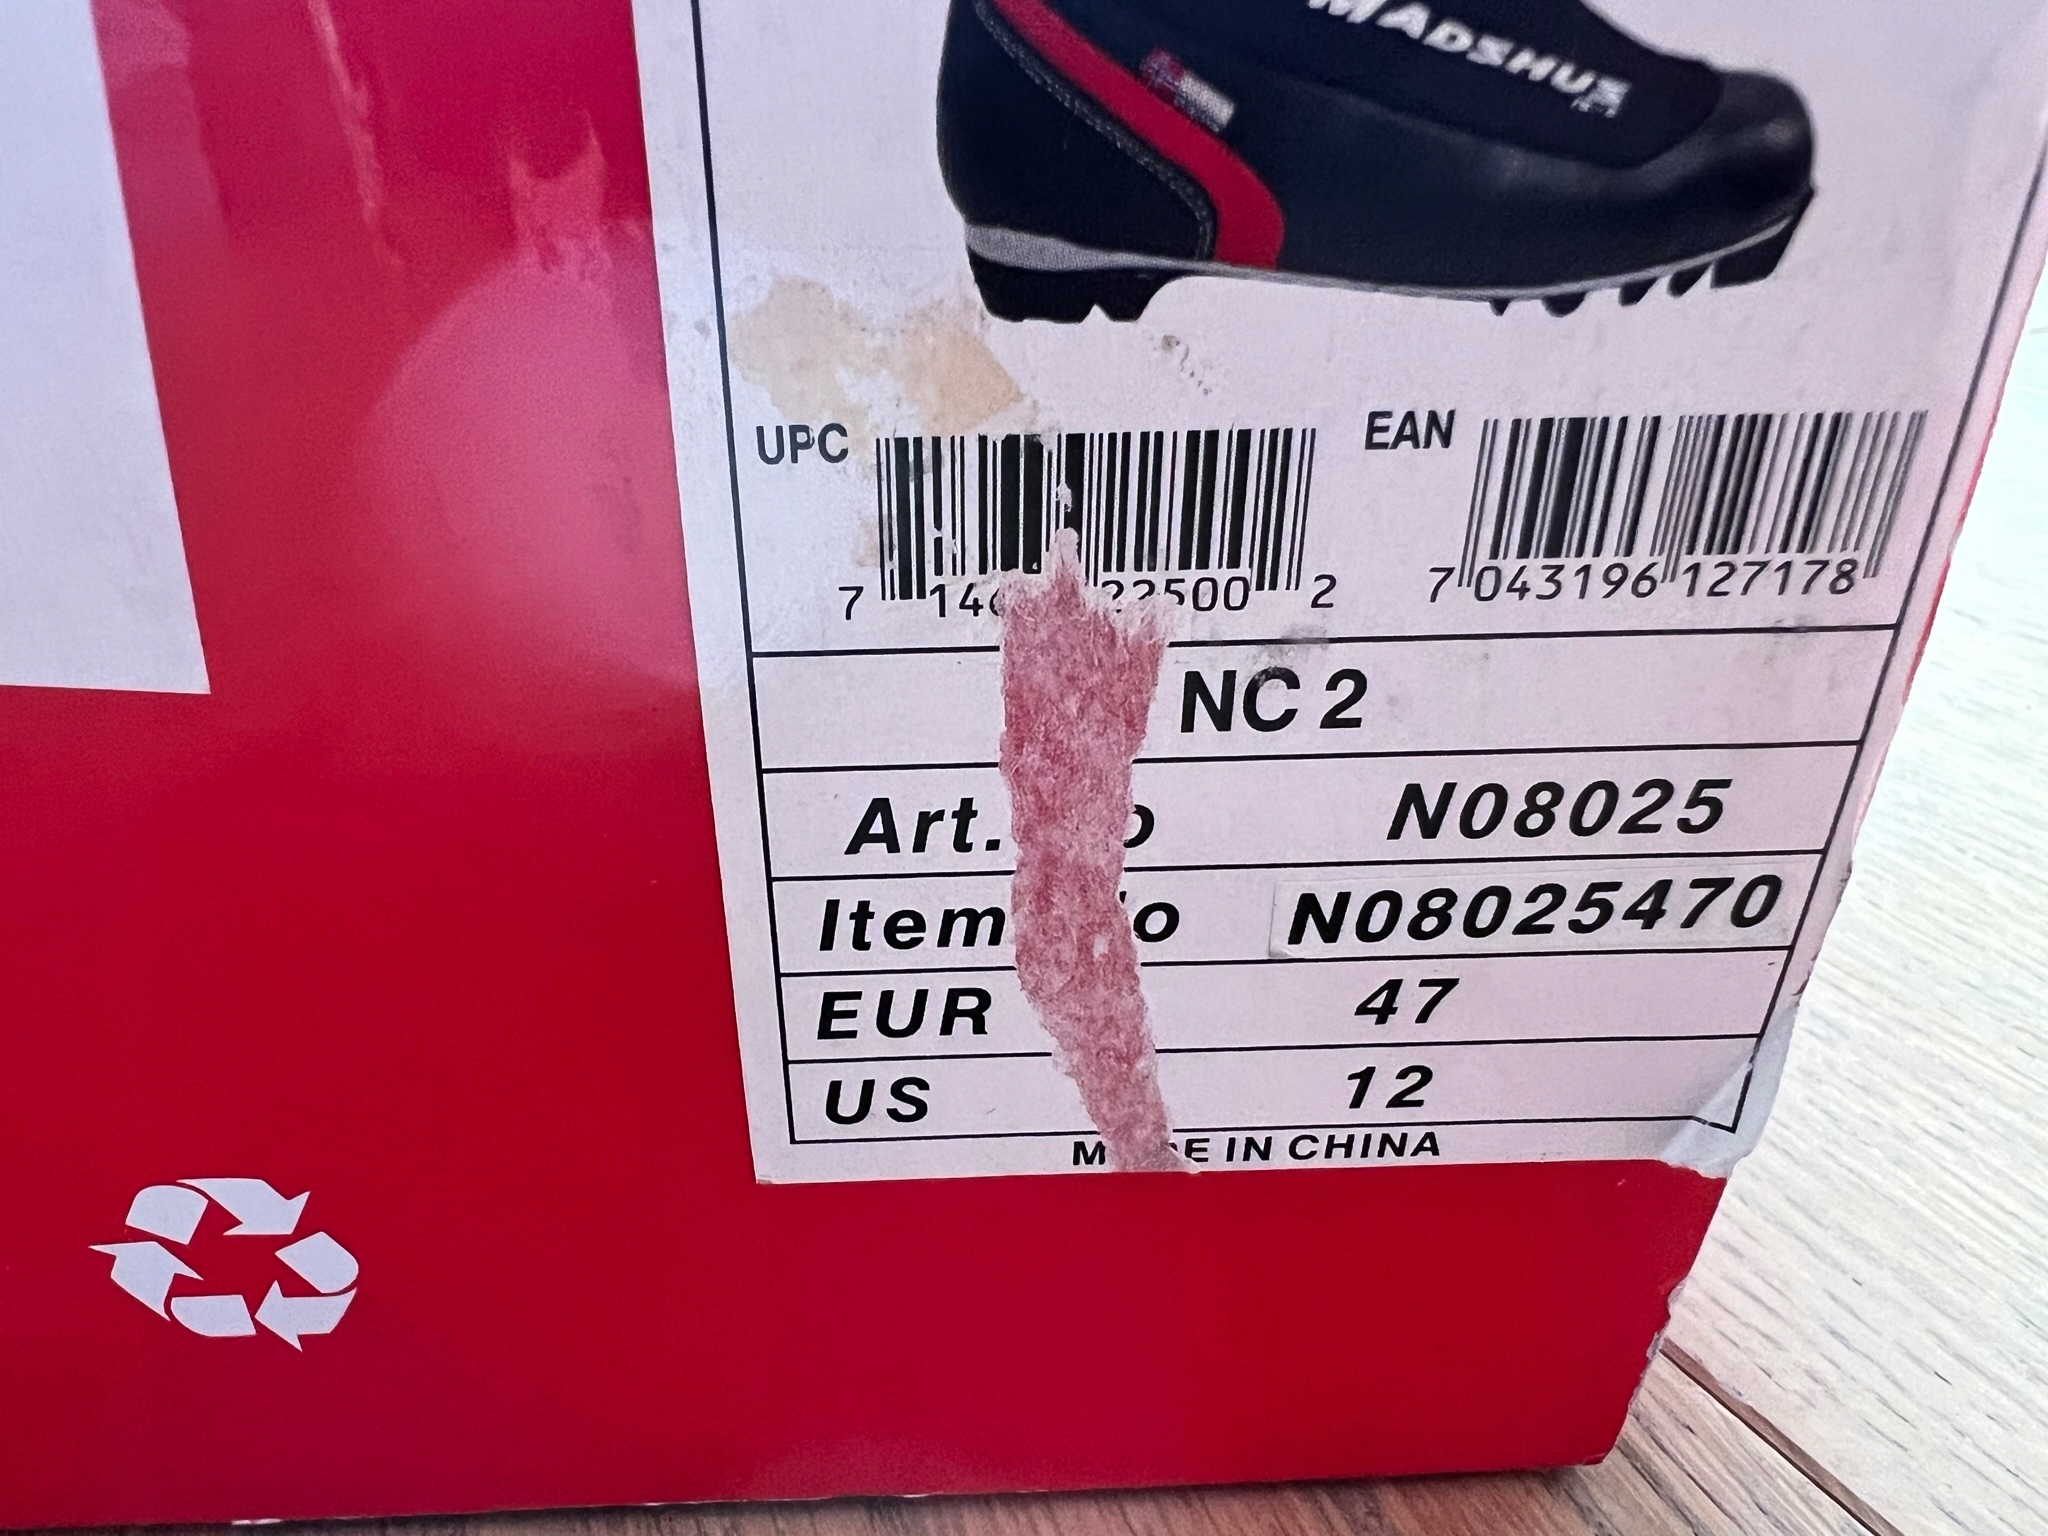 MADSHUS
UPC
EAN
7 22500 2
7 043196 127178
NC 2
Art.
N08025
Item
N08025470
EUR 47
US 12
IN CHINA